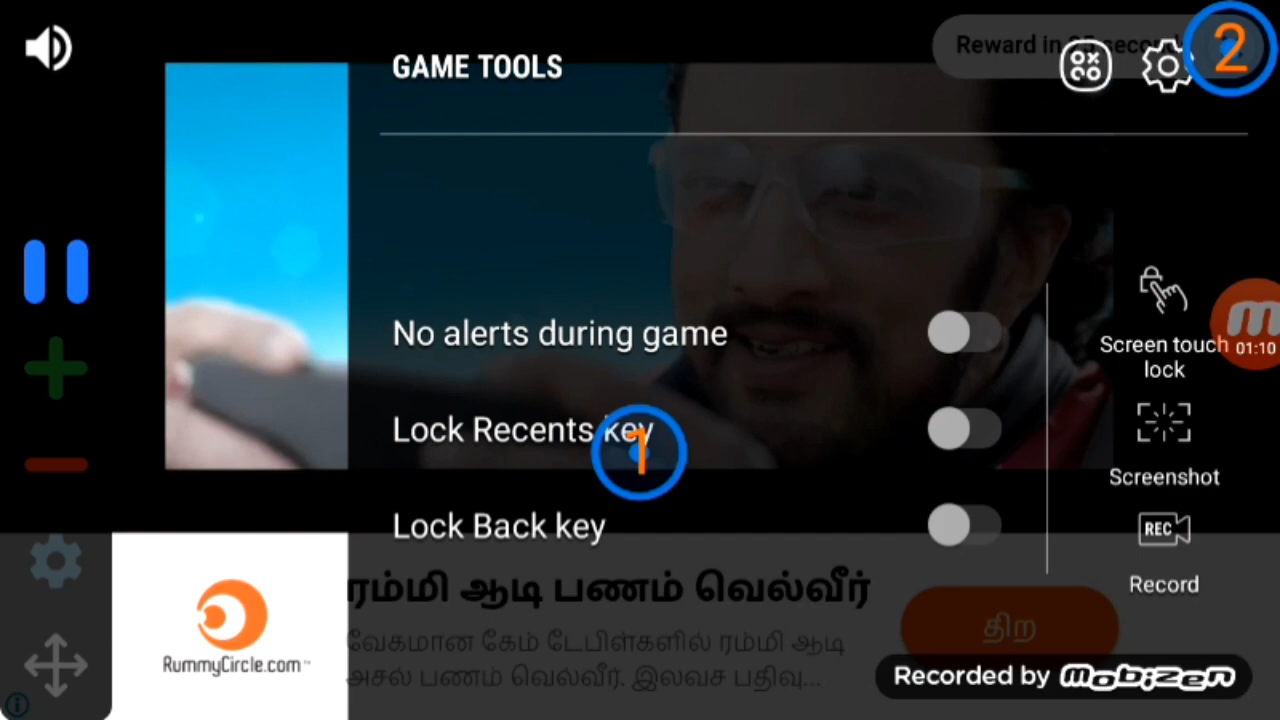 Reward in
2
GAME TOOLS
No alerts during game
Screen touch
lock
01:10
Lock Recents key
1
Screenshot
Lock Back key
REC
Record
ரம்மி ஆடி பணம் வெல்வீர்
வேகமான கேம் டேபிள்களில் ரம்மி ஆடி
அசல் பணம் வெல்வீர். இலவச பதிவு...
திற
RummyCircle.com
Recorded by mobizen